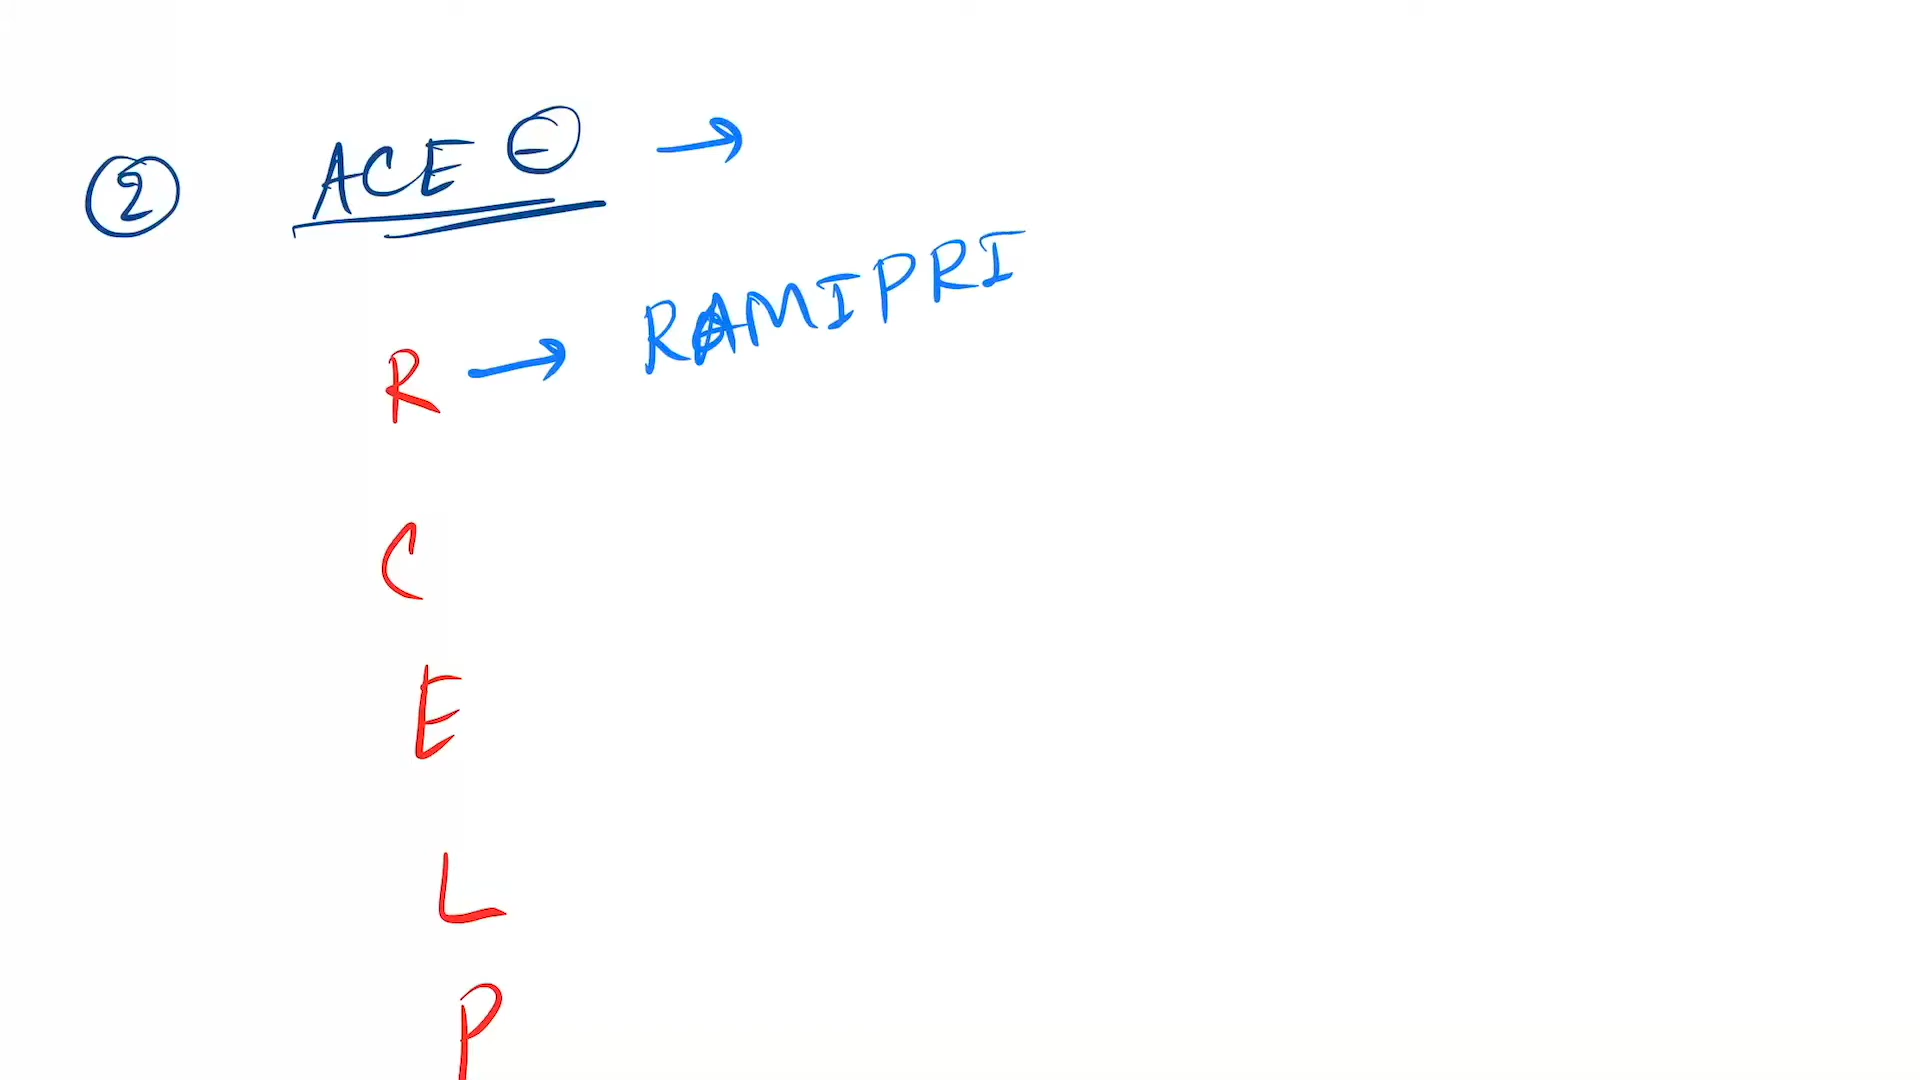 ② ACE ⊖ →
R → RAMIPRI
C
E
L
P